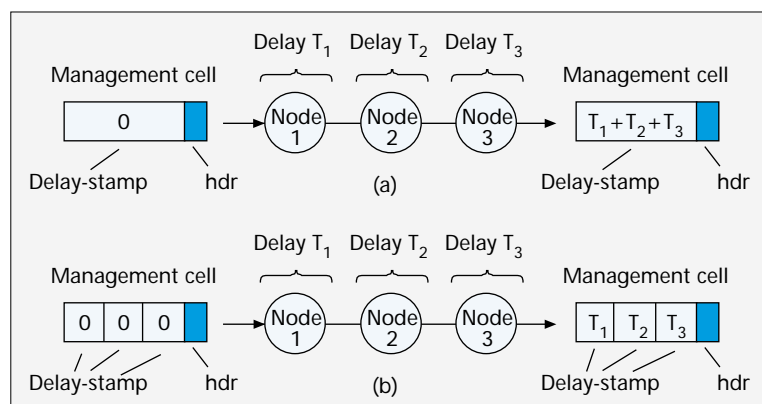 Delay T1 Delay T2 Delay T3
Management cell Management cell
0 Node 1 Node 2 Node 3 T1+T2+T3
Delay-stamp hdr (a) Delay-stamp hdr
Delay T1 Delay T2 Delay T3
Management cell Management cell
0 0 0 Node 1 Node 2 Node 3 T1 T2 T3
Delay-stamp hdr (b) Delay-stamp hdr